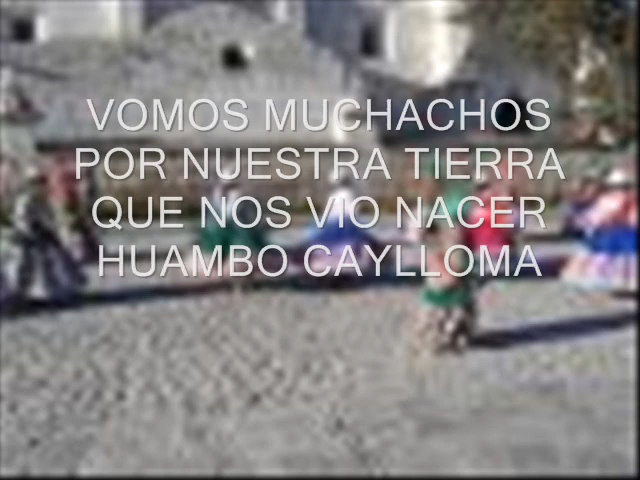 VOMOS MUCHACHOS
POR NUESTRA TIERRA
QUE NOS VIO NACER
HUAMBO CAYLLOMA